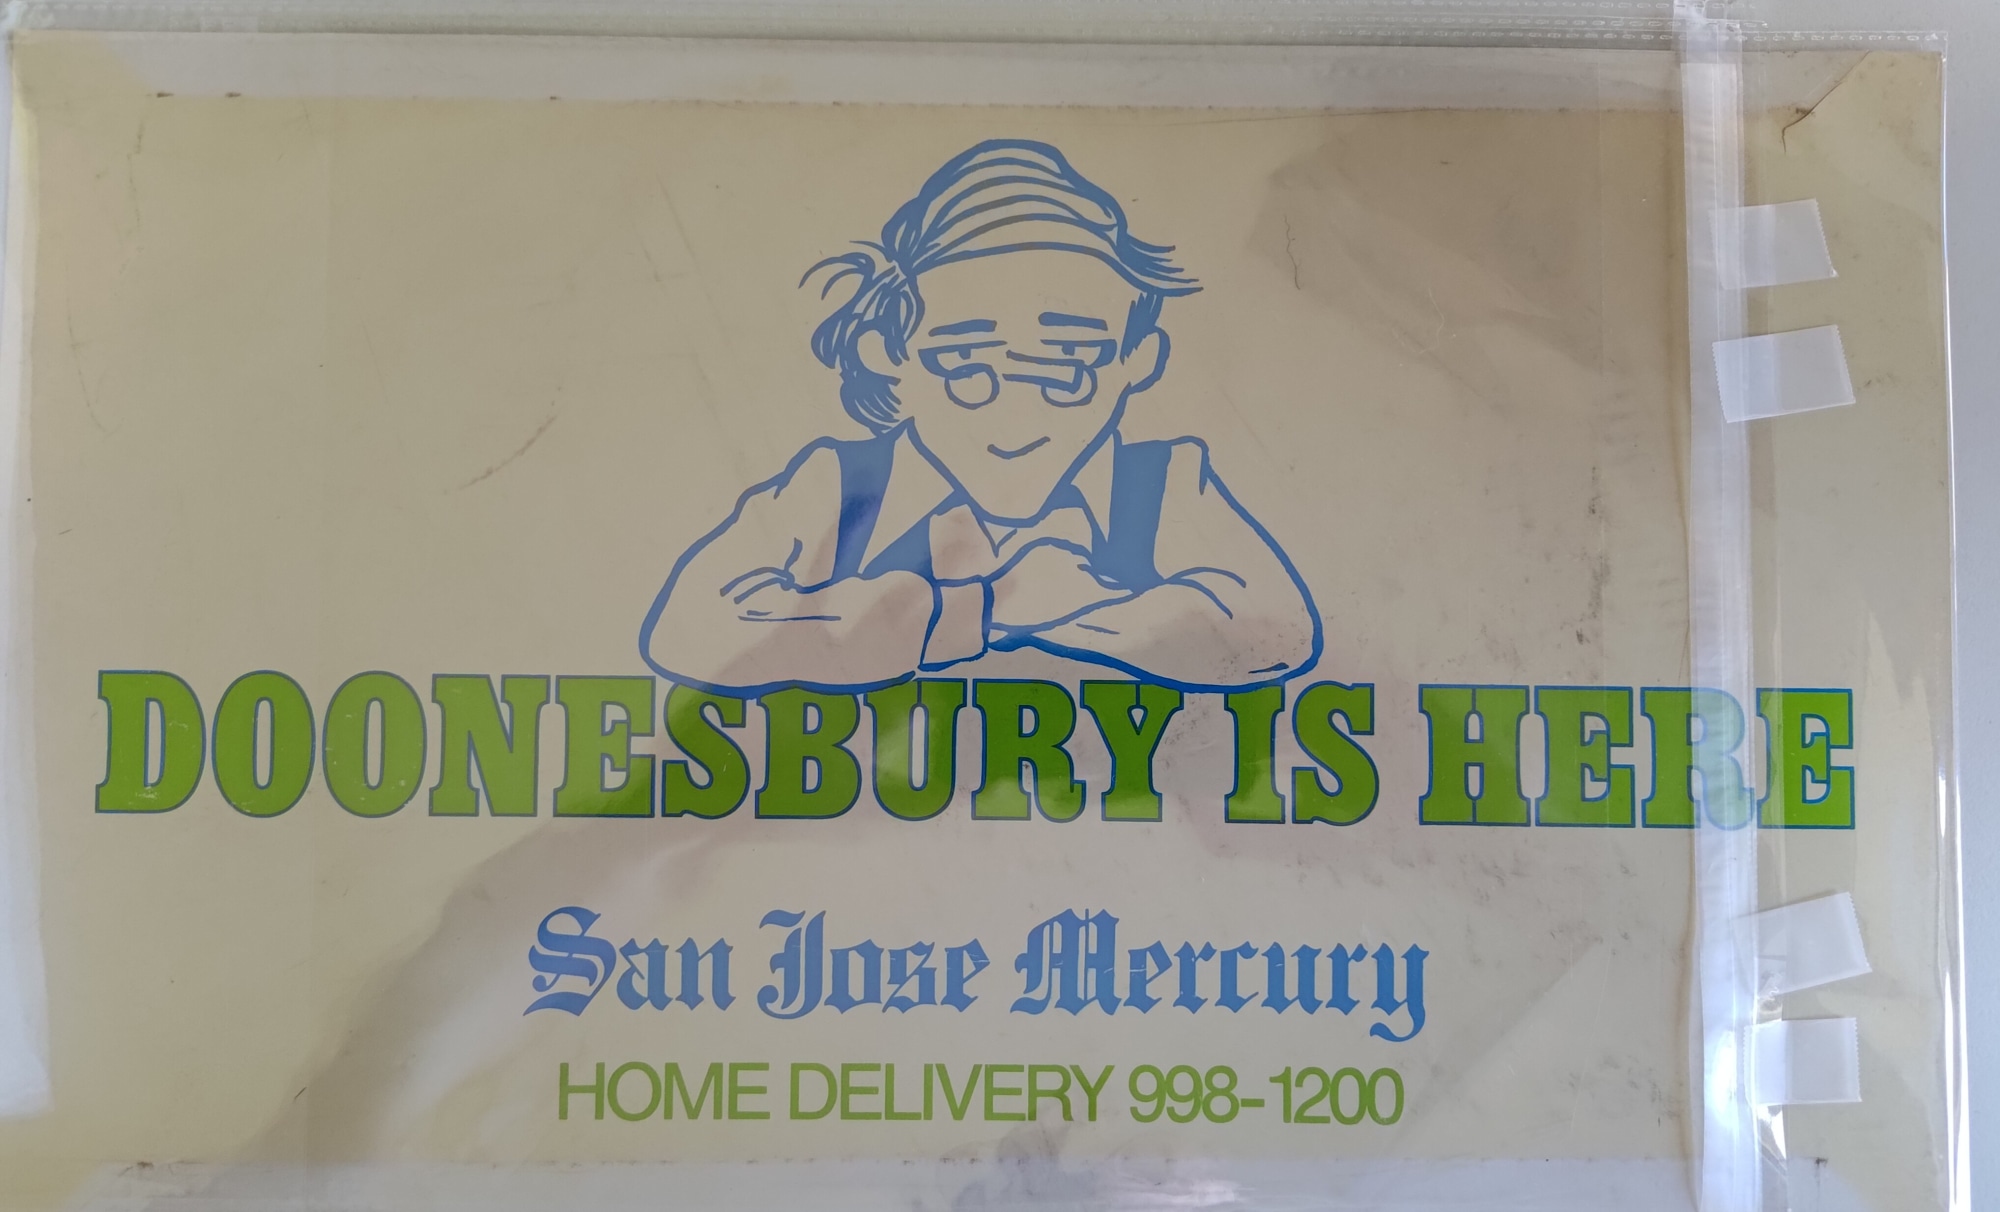 DOONESBURY IS HERE
San Jose Mercury
HOME DELIVERY 998-1200